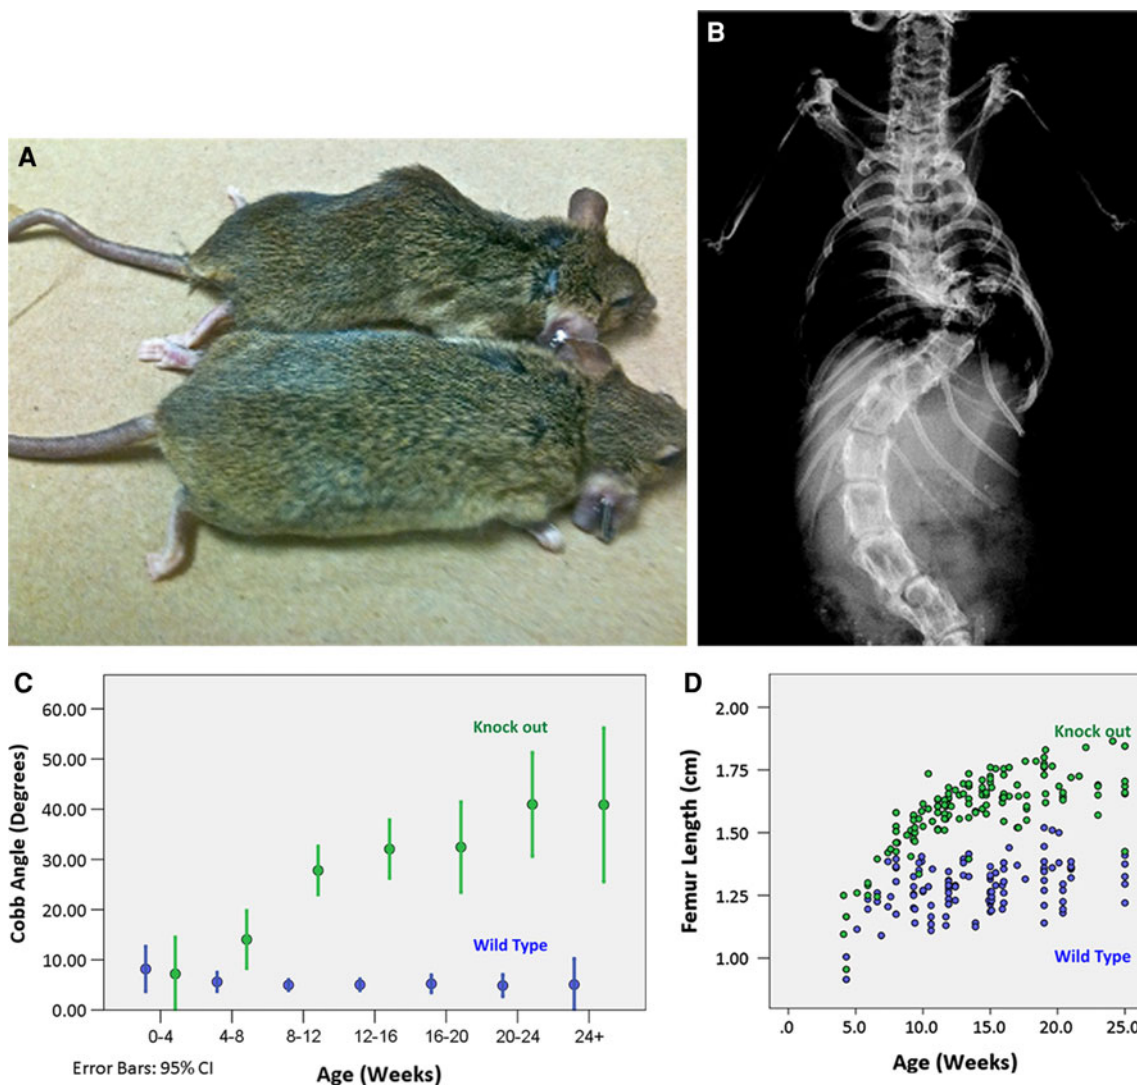 A
B
C
Cobb Angle (Degrees)
60.00
50.00
40.00
30.00
20.00
10.00
0.00
Knock out
Wild Type
0-4
4-8
8-12
12-16
16-20
20-24
24+
Error Bars: 95% CI
Age (Weeks)
D
Femur Length (cm)
2.00
1.75
1.50
1.25
1.00
Knock out
Wild Type
.0
5.0
10.0
15.0
20.0
25.0
Age (Weeks)